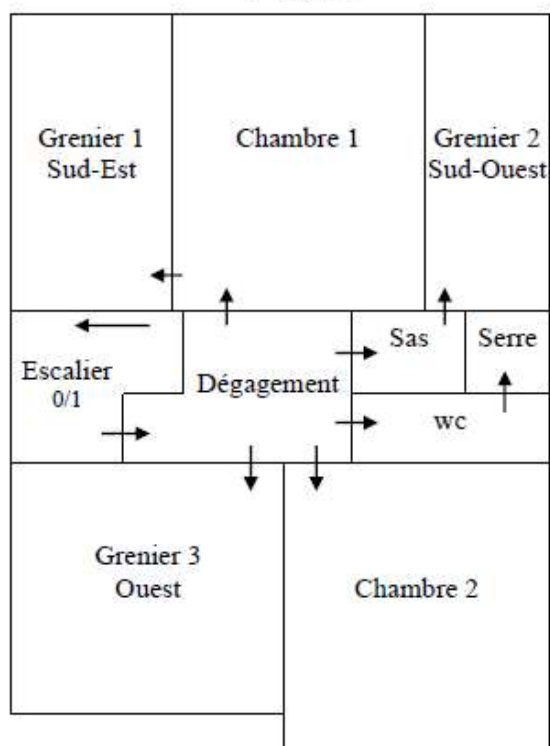 Grenier 1
Sud-Est
Chambre 1
Grenier 2
Sud-Ouest
Escalier
0/1
Dégagement
Sas
Serre
wc
Grenier 3
Ouest
Chambre 2